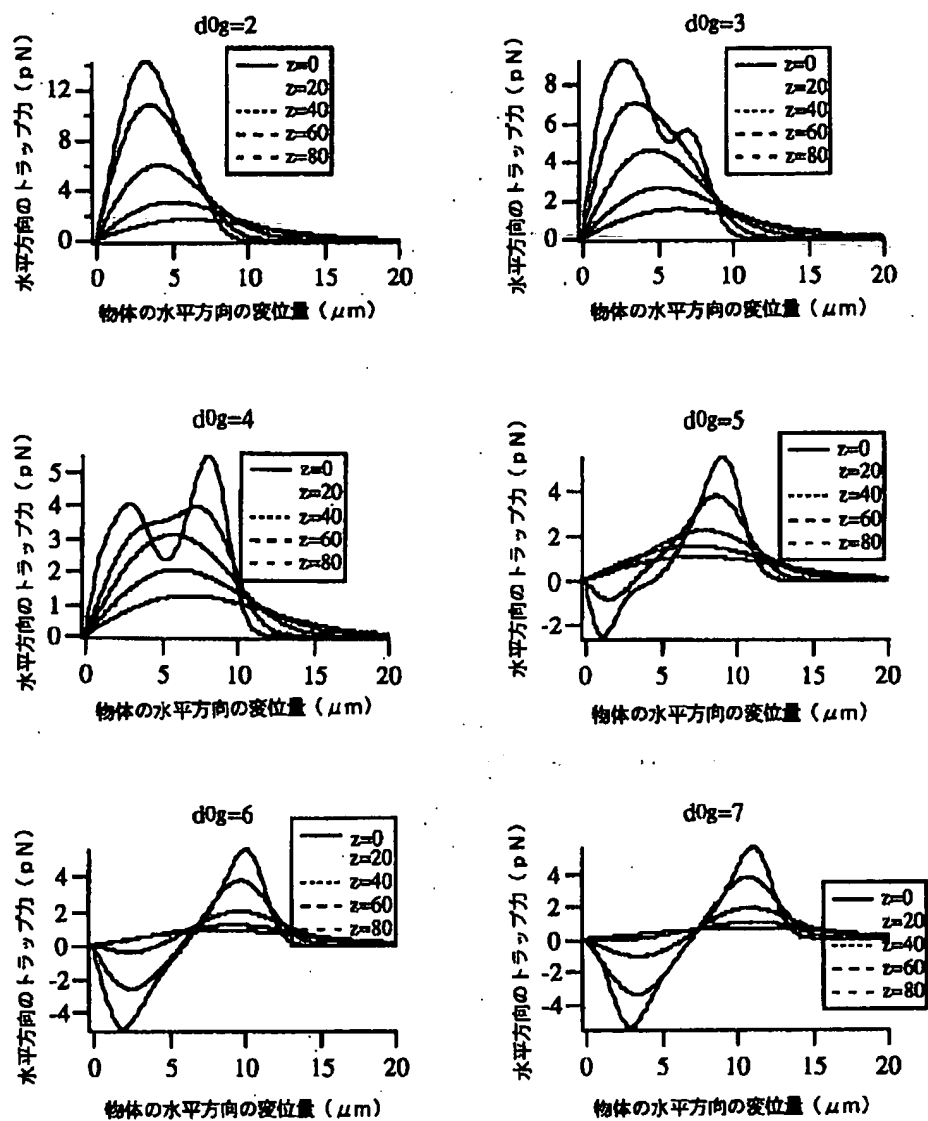 d0g=2
水平方向のトラップ力（pN）
12
8
4
0
z=0
z=20
z=40
z=60
z=80
0 5 10 15 20
物体の水平方向の変位量（μm）
d0g=3
水平方向のトラップ力（pN）
8
6
4
2
0
z=0
z=20
z=40
z=60
z=80
0 5 10 15 20
物体の水平方向の変位量（μm）
d0g=4
水平方向のトラップ力（pN）
5
4
3
2
1
0
z=0
z=20
z=40
z=60
z=80
0 5 10 15 20
物体の水平方向の変位量（μm）
d0g=5
水平方向のトラップ力（pN）
4
2
0
-2
z=0
z=20
z=40
z=60
z=80
0 5 10 15 20
物体の水平方向の変位量（μm）
d0g=6
水平方向のトラップ力（pN）
4
2
0
-2
-4
z=0
z=20
z=40
z=60
z=80
0 5 10 15 20
物体の水平方向の変位量（μm）
d0g=7
水平方向のトラップ力（pN）
4
2
0
-2
-4
z=0
z=20
z=40
z=60
z=80
0 5 10 15 20
物体の水平方向の変位量（μm）